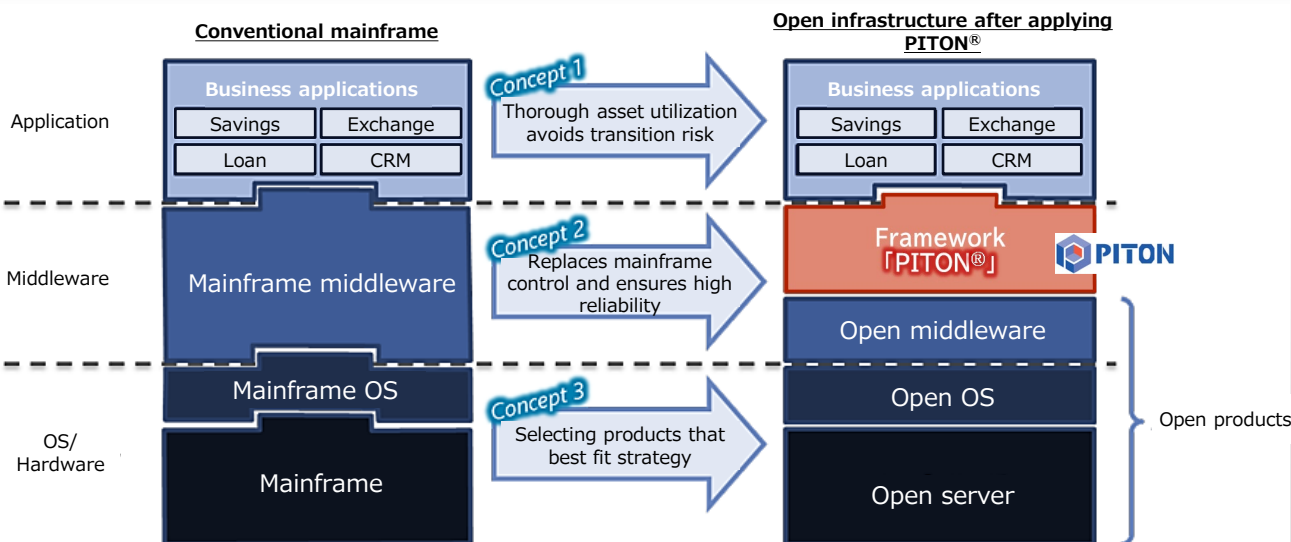 Conventional mainframe
Open infrastructure after applying
PITON®
Application
Business applications
Savings
Exchange
Loan
CRM
Concept 1
Thorough asset utilization
avoids transition risk
Business applications
Savings
Exchange
Loan
CRM
Middleware
Mainframe middleware
Concept 2
Replaces mainframe
control and ensures high
reliability
Framework
「PITON®」
PITON
Open middleware
OS/
Hardware
Mainframe OS
Mainframe
Concept 3
Selecting products that
best fit strategy
Open OS
Open server
Open products